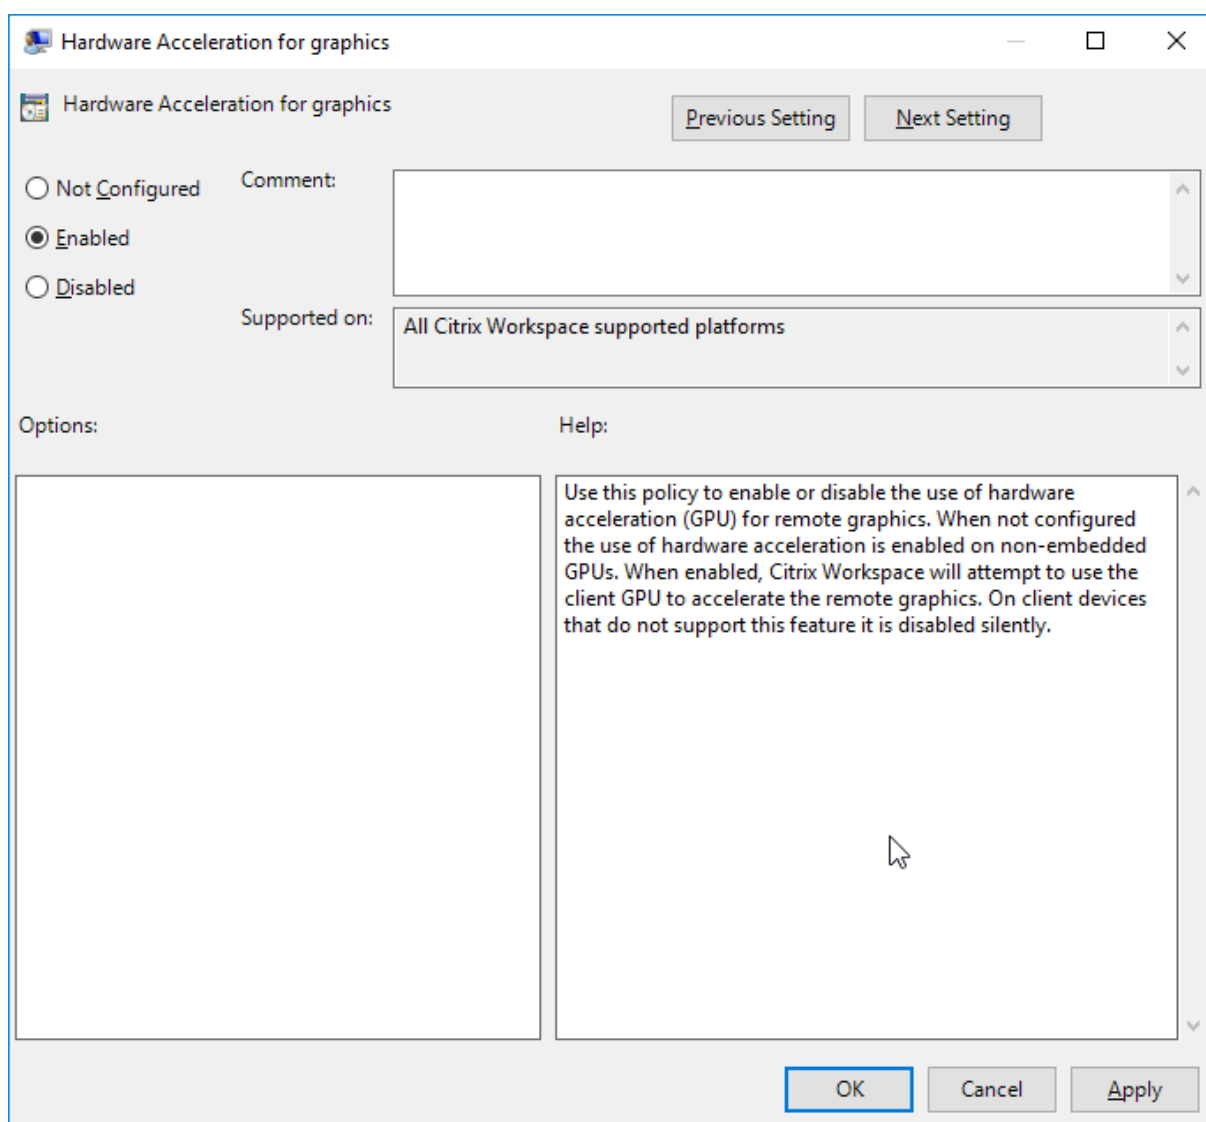 Hardware Acceleration for graphics
Hardware Acceleration for graphics
Previous Setting
Next Setting
Not Configured
Enabled
Disabled
Comment:
Supported on:
All Citrix Workspace supported platforms
Options:
Help:
Use this policy to enable or disable the use of hardware
acceleration (GPU) for remote graphics. When not configured
the use of hardware acceleration is enabled on non-embedded
GPUs. When enabled, Citrix Workspace will attempt to use the
client GPU to accelerate the remote graphics. On client devices
that do not support this feature it is disabled silently.
OK
Cancel
Apply